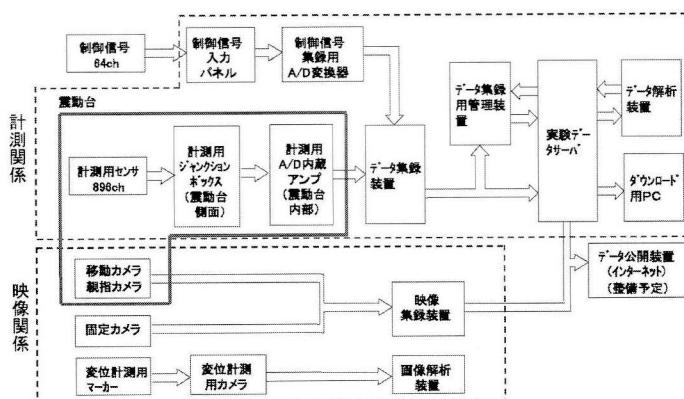 制御信号
64ch
制御信号
入力
パネル
制御信号
集録用
A/D変換器
計測関係
震動台
計測用センサ
896ch
計測用
ジャンクション
ボックス
(震動台
側面)
計測用
A/D内蔵
アンプ
(震動台
内部)
データ集録
装置
データ集録
用管理装
置
実験デー
タサーバ
データ解析
装置
ダウンロード
用PC
データ公開装置
(インターネット)
(整備予定)
映像関係
移動カメラ
親指カメラ
固定カメラ
映像
集録装置
変位計測用
マーカー
変位計測
用カメラ
画像解析
装置